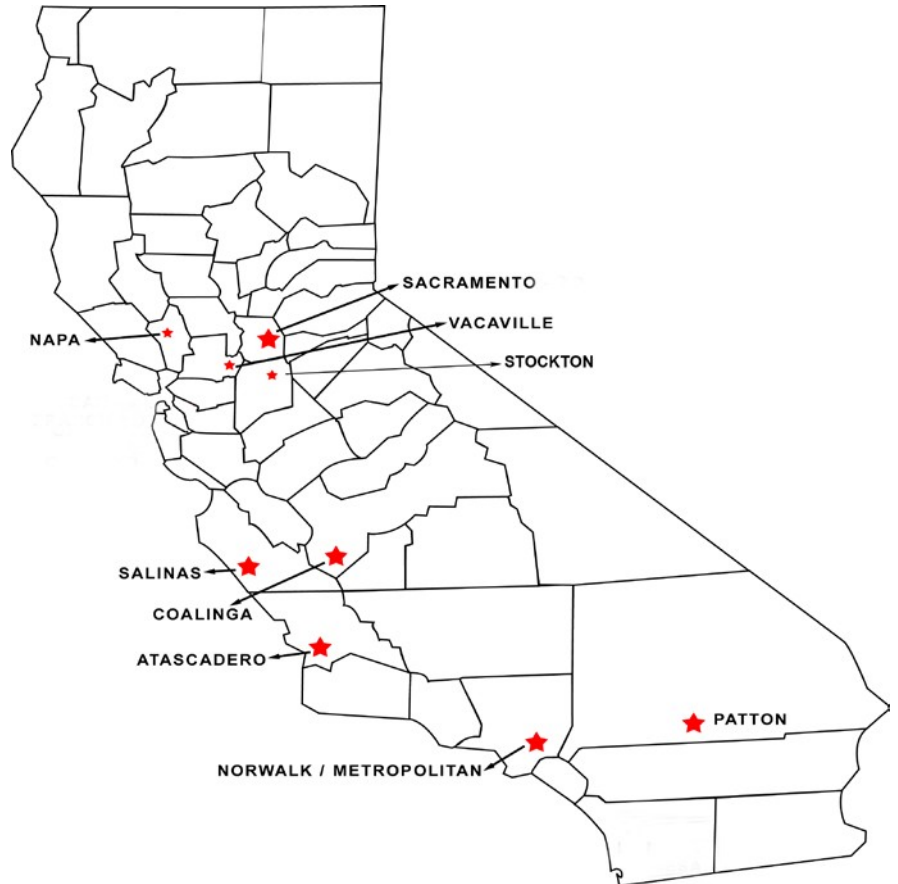 SACRAMENTO
VACAVILLE
NAPA
STOCKTON
SALINAS
COALINGA
ATASCADERO
PATTON
NORWALK / METROPOLITAN